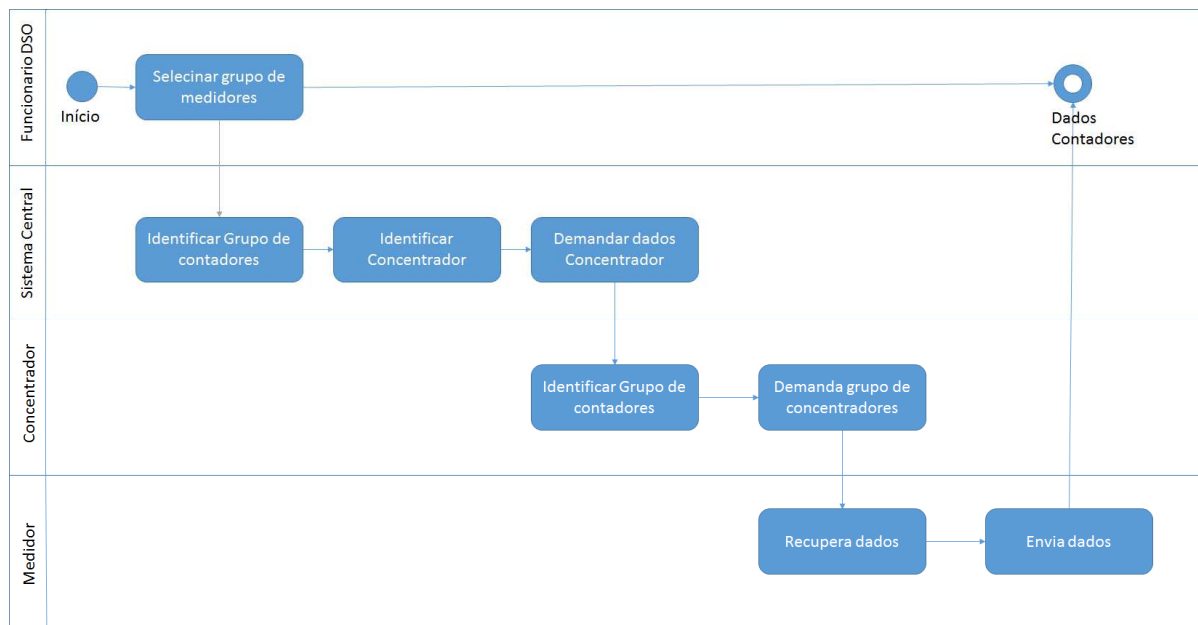 Funcionario DSO
Início
Selecinar grupo de
medidores
Dados
Contadores
Sistema Central
Identificar Grupo de
contadores
Identificar
Concentrador
Demandar dados
Concentrador
Concentrador
Identificar Grupo de
contadores
Demanda grupo de
concentradores
Medidor
Recupera dados
Envia dados